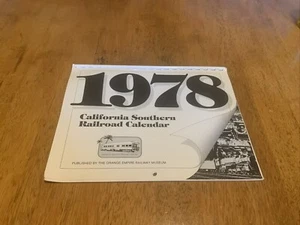 1978
California Southern
Railroad Calendar
PUBLISHED BY THE ORANGE EMPIRE RAILWAY MUSEUM